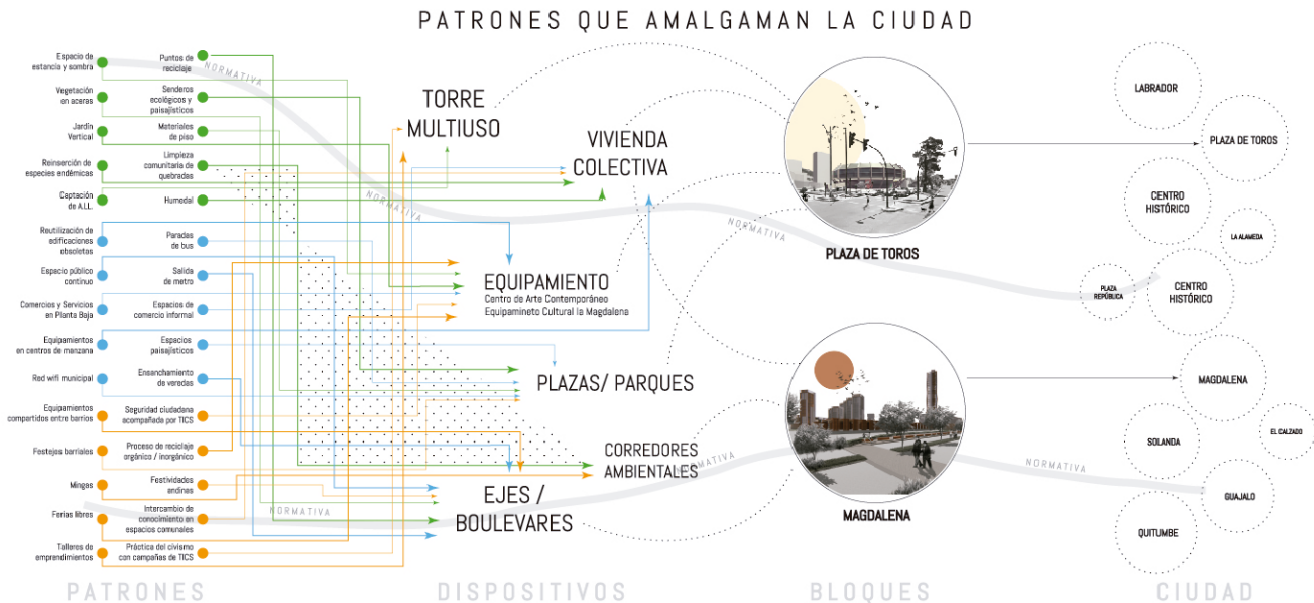 PATRONES QUE AMALGAMAN LA CIUDAD
Espacio de
estancia y sombra
Vegetación
en aceras
Jardín
Vertical
Reinserción de
especies endémicas
Captación
de A.LL.
Reutilización de
edificaciones
obsoletas
Espacio público
continuo
Comercios y Servicios
en Planta Baja
Equipamientos
en centros de manzana
Red wifi municipal
Equipamientos
compartidos entre barrios
Festejos barriales
Mingas
Ferias libres
Talleres de
emprendimientos
Puntos de
reciclaje
Senderos
ecológicos y
paisajísticos
Materiales
de piso
Limpieza
comunitaria de
quebradas
Humedal
Paradas
de bus
Salida
de metro
Espacios de
comercio informal
Espacios
paisajísticos
Ensanchamiento
de veredas
Seguridad ciudadana
acompañada por TIICS
Proceso de reciclaje
orgánico / inorgánico
Festividades
andinas
Intercambio de
conocimiento en
espacios comunales
Práctica del civismo
con campañas de TIICS
NORMATIVA
NORMATIVA
NORMATIVA
NORMATIVA
NORMATIVA
NORMATIVA
TORRE
MULTIUSO
VIVIENDA
COLECTIVA
EQUIPAMIENTO
Centro de Arte Contemporáneo
Equipamineto Cultural la Magdalena
PLAZAS/ PARQUES
CORREDORES
AMBIENTALES
EJES /
BOULEVARES
PLAZA DE TOROS
MAGDALENA
LABRADOR
PLAZA DE TOROS
CENTRO
HISTÓRICO
LA ALAMEDA
PLAZA
REPÚBLICA
CENTRO
HISTÓRICO
MAGDALENA
EL CALZADO
SOLANDA
GUAJALO
QUITUMBE
PATRONES
DISPOSITIVOS
BLOQUES
CIUDAD